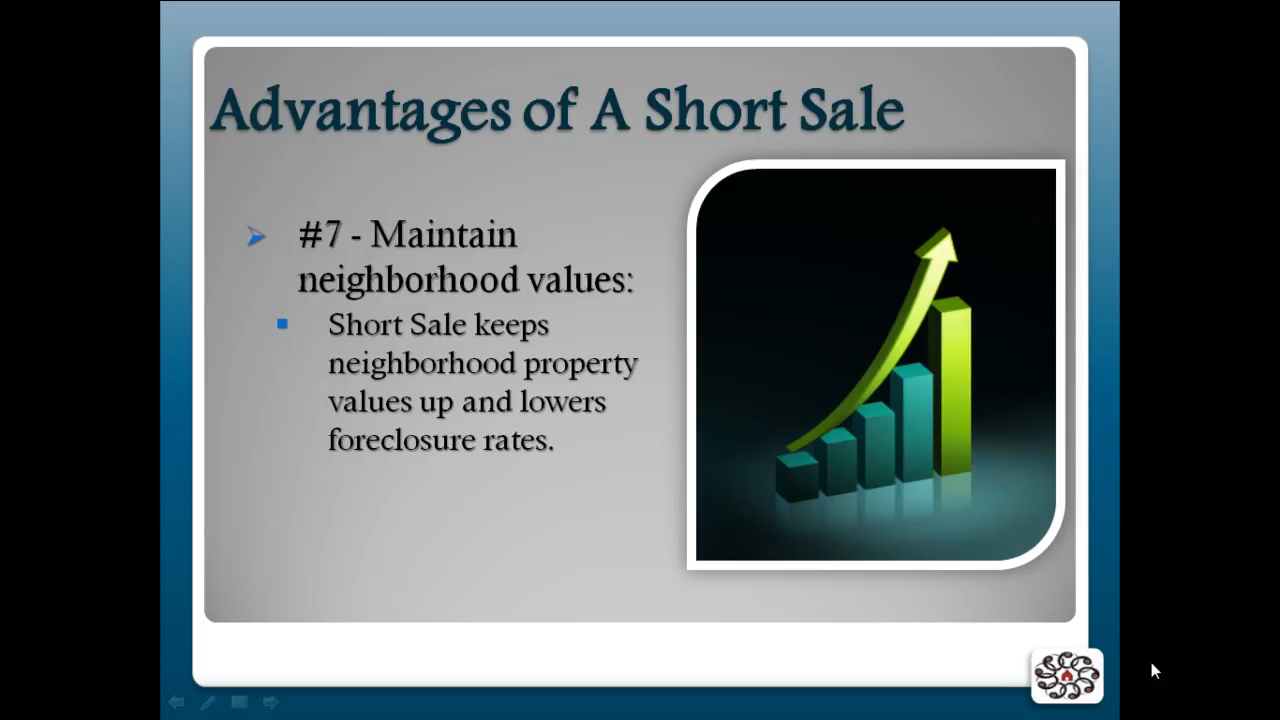 Advantages of A Short Sale
#7 - Maintain
neighborhood values:
Short Sale keeps
neighborhood property
values up and lowers
foreclosure rates.